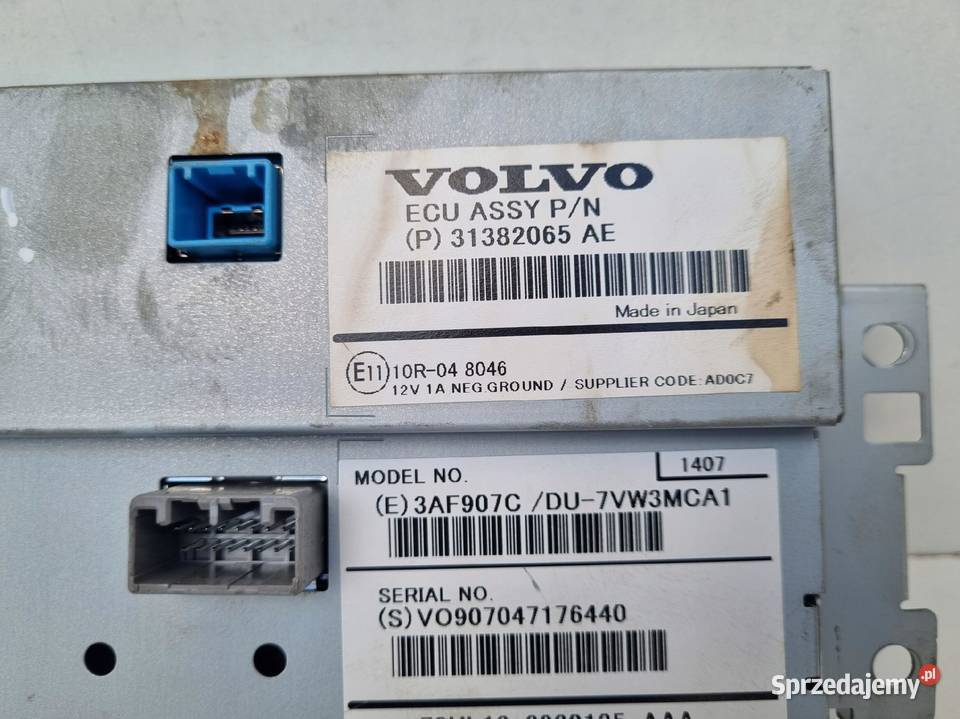 VOLVO
ECU ASSY P/N
(P) 31382065 AE
Made in Japan
E11 10R-04 8046
12V 1A NEG.GROUND / SUPPLIER CODE: AD0C7
1407
MODEL NO.
(E) 3AF907C /DU-7VW3MCA1
SERIAL NO.
(S) VO907047176440
Sprzedajemy.pl